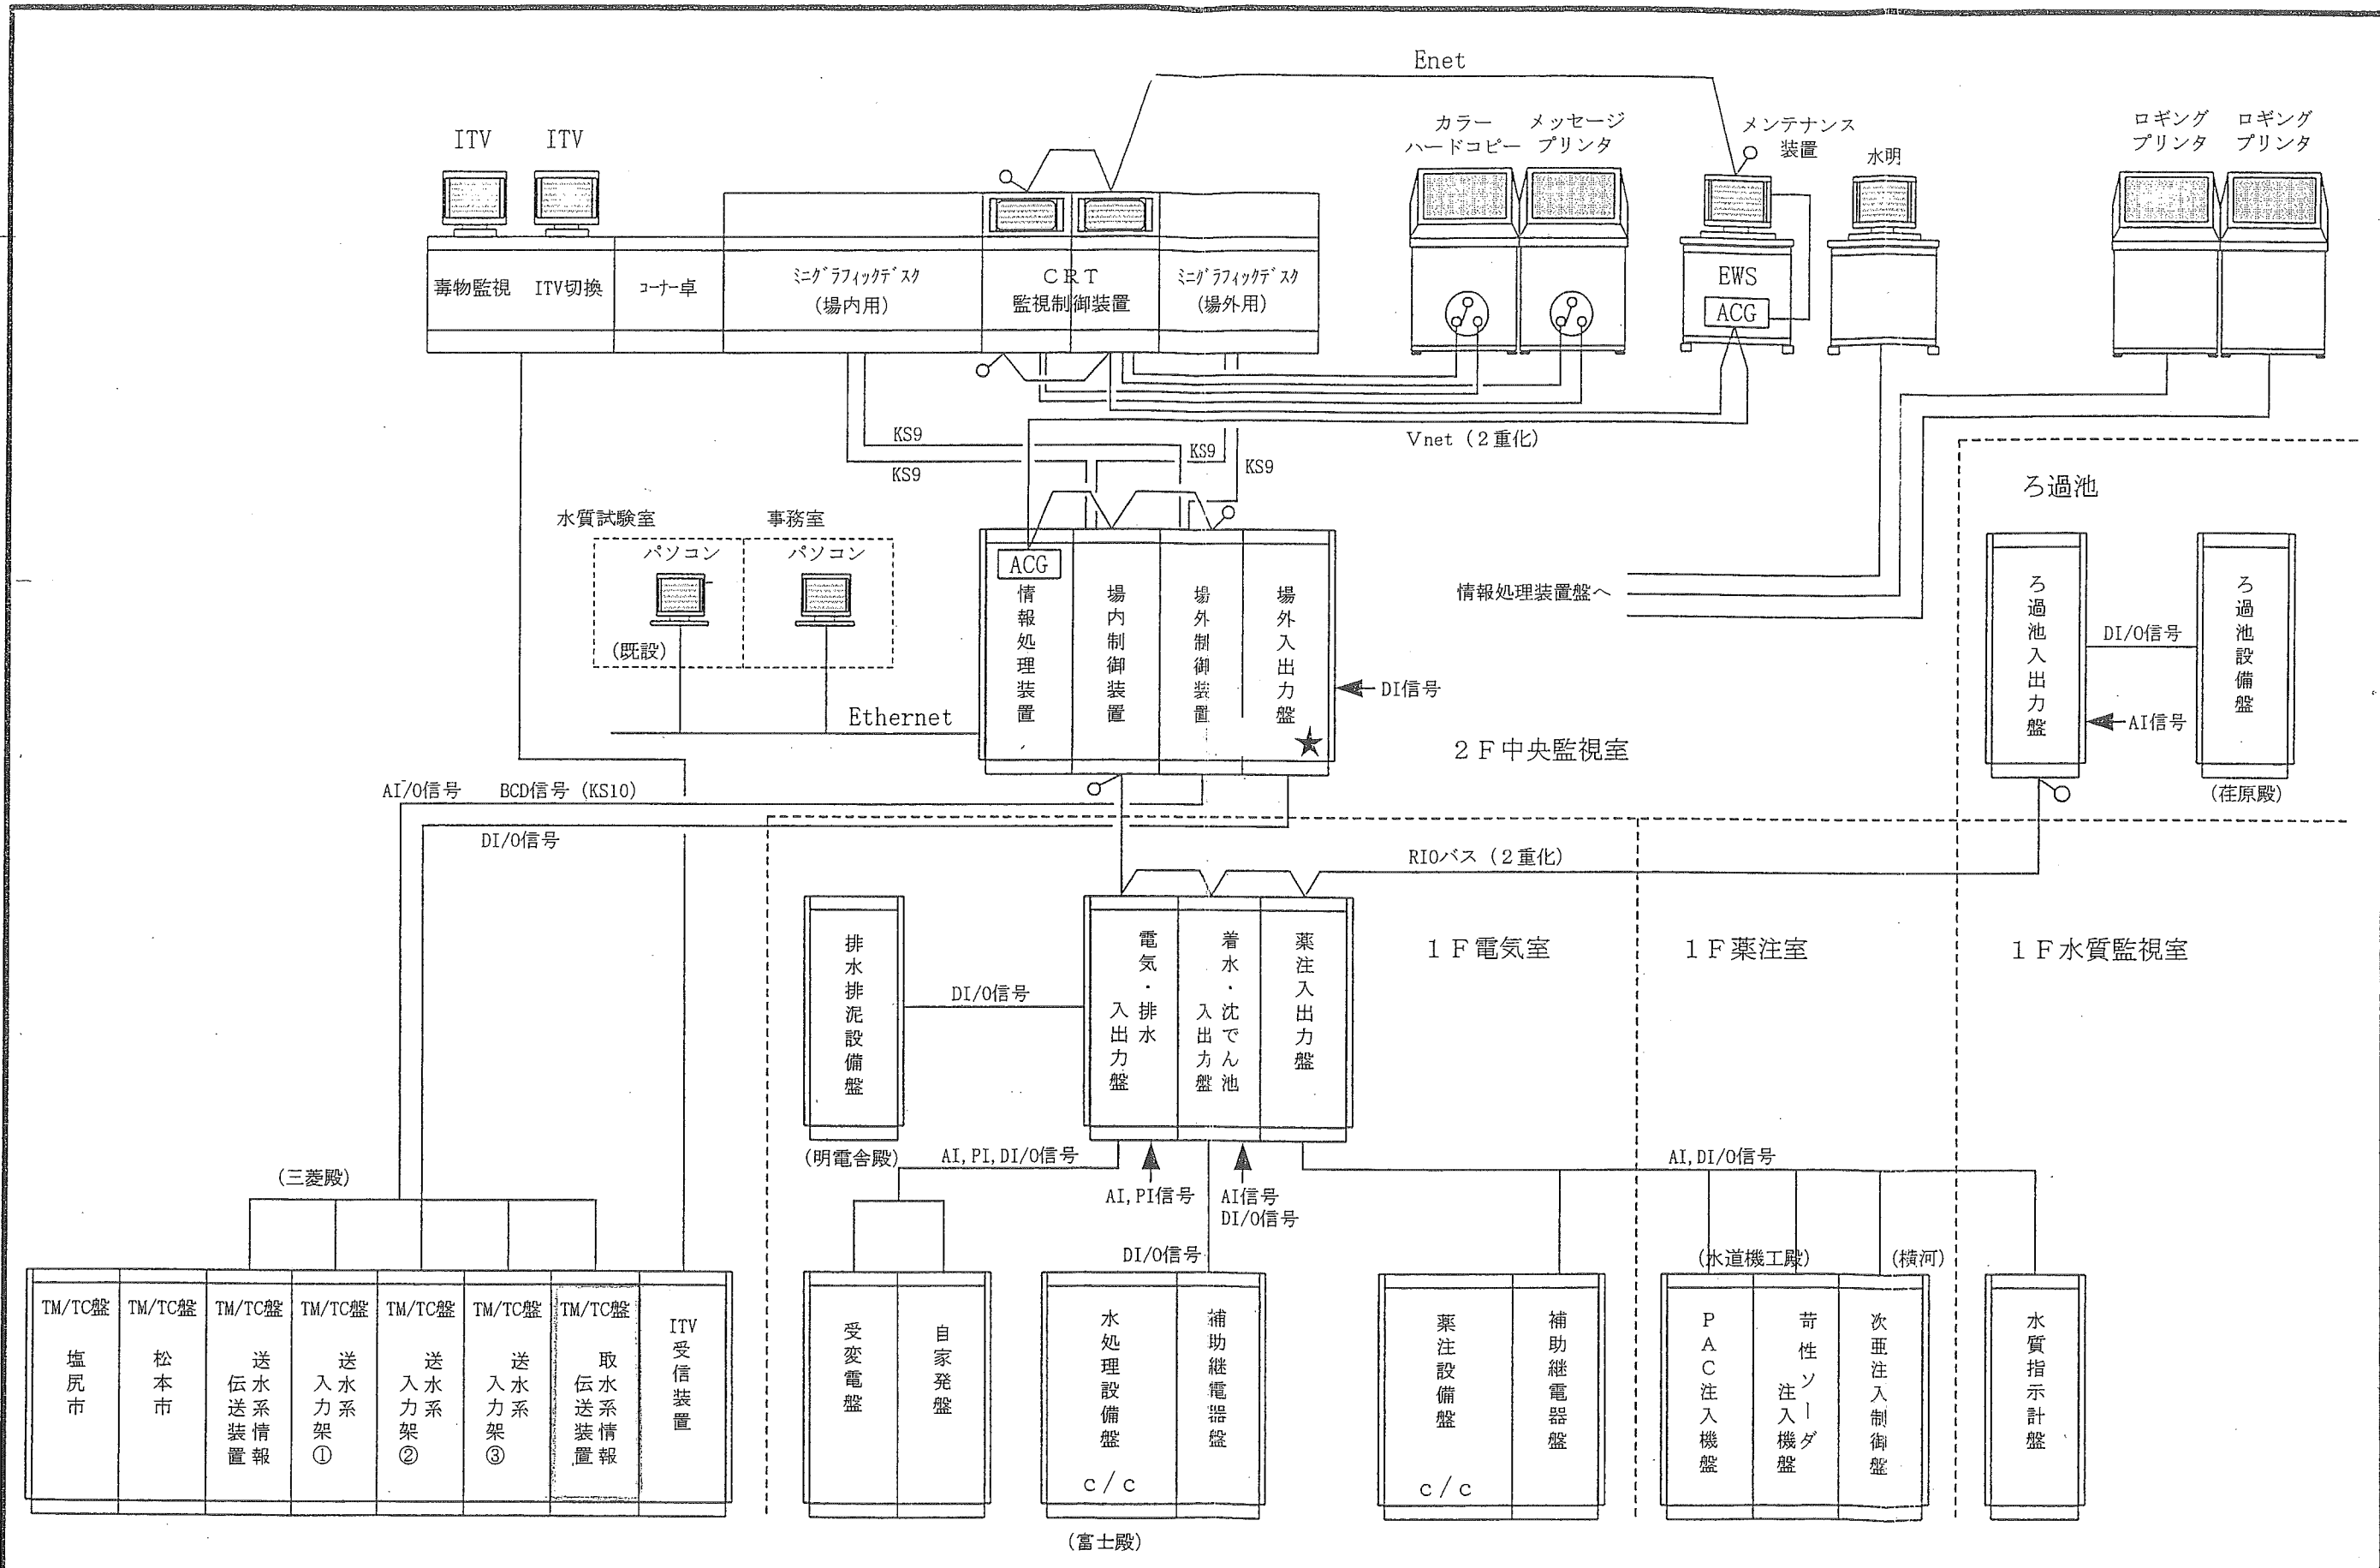 Enet
ITV
ITV
カラー
ハードコピー
メッセージ
プリンタ
メンテナンス
装置
水明
ロギング
プリンタ
ロギング
プリンタ
毒物監視
ITV切換
コーナー卓
ミニグラフィックデスク
(場内用)
CRT
監視制御装置
ミニグラフィックデスク
(場外用)
EWS
ACG
KS9
KS9
KS9
KS9
Vnet (2重化)
ろ過池
水質試験室
事務室
パソコン
パソコン
(既設)
Ethernet
ACG
情報処理装置
場内制御装置
場外制御装置
場外入出力盤
★
DI信号
情報処理装置盤へ
ろ過池入出力盤
DI/O信号
ろ過池設備盤
AI信号
(荏原殿)
2F中央監視室
AI/O信号
BCD信号 (KS10)
DI/O信号
RIOバス (2重化)
排水排泥設備盤
DI/O信号
電気・排水
入出力盤
着水・沈でん池
入出力盤
薬注入出力盤
1F電気室
1F薬注室
1F水質監視室
(明電舎殿)
AI,PI,DI/O信号
AI,PI信号
AI信号
DI/O信号
AI,DI/O信号
(三菱殿)
DI/O信号
(水道機工殿)
(横河)
TM/TC盤
塩尻市
TM/TC盤
松本市
TM/TC盤
送水系情報
伝送装置
TM/TC盤
送水系
入力架①
TM/TC盤
送水系
入力架②
TM/TC盤
送水系
入力架③
TM/TC盤
取水系情報
伝送装置
ITV
受信装置
受変電盤
自家発盤
水処理設備盤
c/c
補助継電器盤
薬注設備盤
c/c
補助継電器盤
PAC注入機盤
苛性ソーダ
注入機盤
次亜注入制御盤
水質指示計盤
(富士殿)